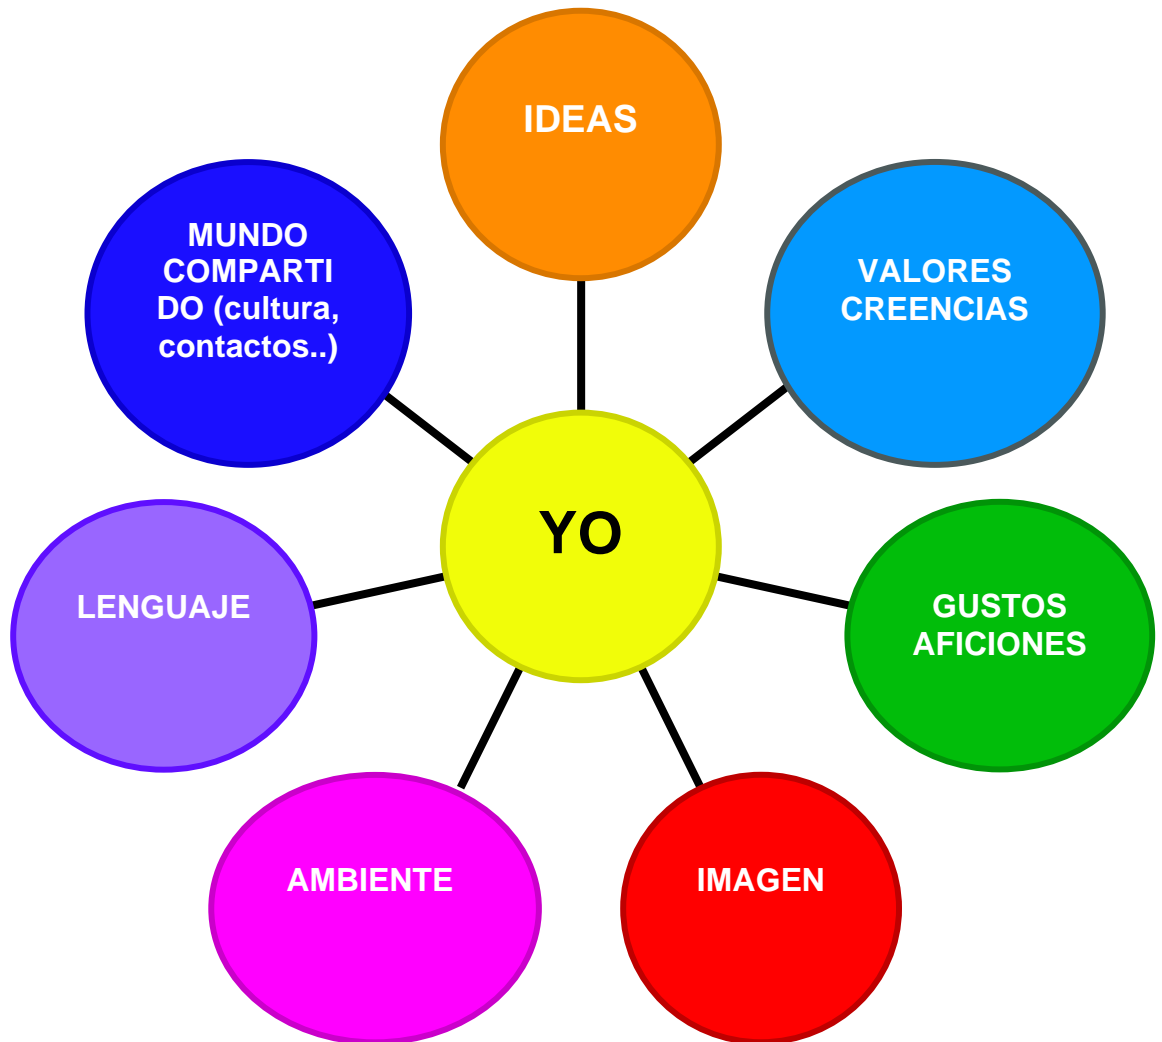 IDEAS
MUNDO
COMPARTI
DO (cultura,
contactos..)
VALORES
CREENCIAS
YO
LENGUAJE
GUSTOS
AFICIONES
AMBIENTE
IMAGEN